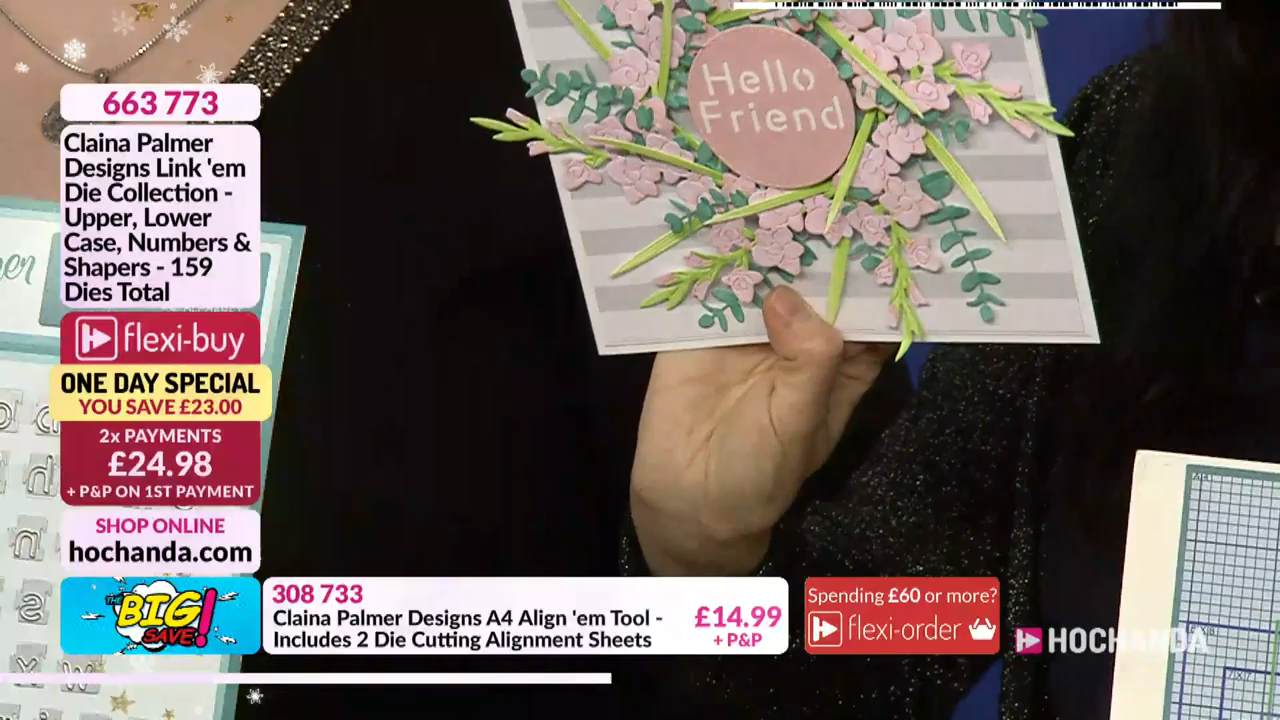 Hello
Friend
663 773
Claina Palmer
Designs Link 'em
Die Collection -
Upper, Lower
Case, Numbers &
Shapers - 159
Dies Total
flexi-buy
ONE DAY SPECIAL
YOU SAVE £23.00
2x PAYMENTS
£24.98
+ P&P ON 1ST PAYMENT
SHOP ONLINE
hochanda.com
THE BIG SAVE!
308 733
Claina Palmer Designs A4 Align 'em Tool -
Includes 2 Die Cutting Alignment Sheets
£14.99
+ P&P
Spending £60 or more?
flexi-order
HOCHANDA